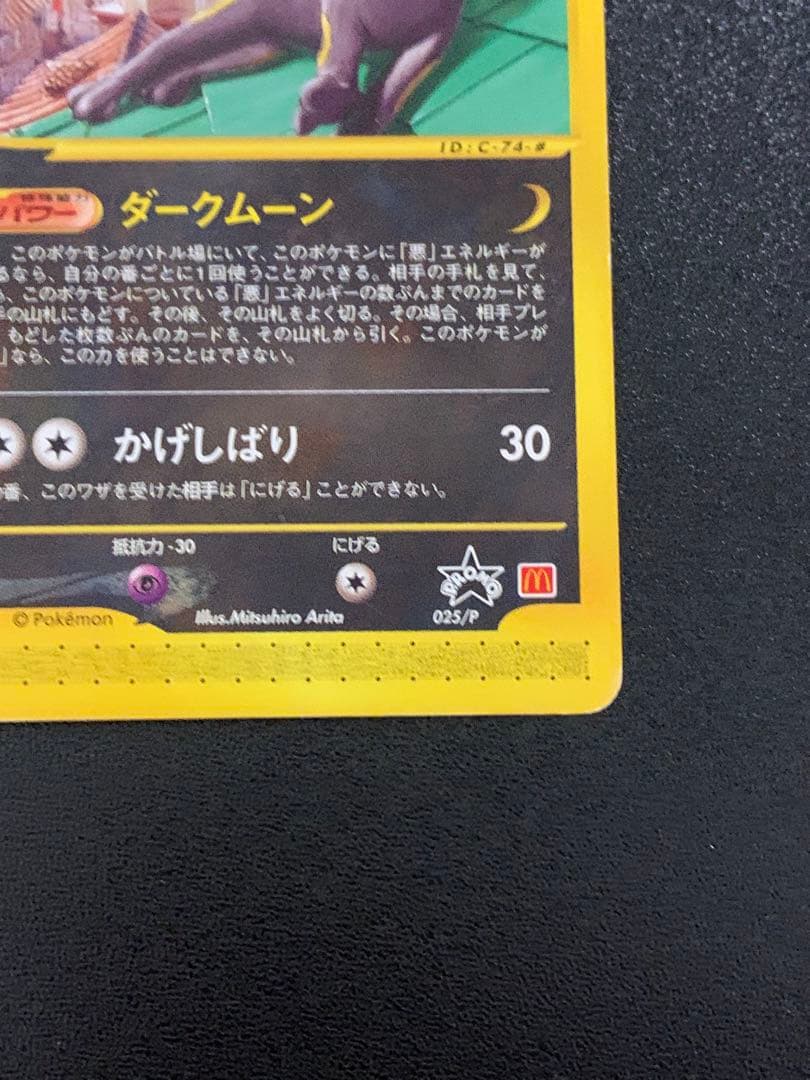 ID:C-74-#
パワー ダークムーン
このポケモンがバトル場にいて、このポケモンに「悪」エネルギーが
るなら、自分の番ごとに1回使うことができる。相手の手札を見て、
、このポケモンについている「悪」エネルギーの数ぶんまでのカードを
の山札にもどす。その後、その山札をよく切る。その場合、相手プレ
もどした枚数ぶんのカードを、その山札から引く。このポケモンが
」なら、この力を使うことはできない。
かげしばり 30
番、このワザを受けた相手は「にげる」ことができない。
抵抗力 -30 にげる
PROMO
© Pokémon Illus.Mitsuhiro Arita 025/P